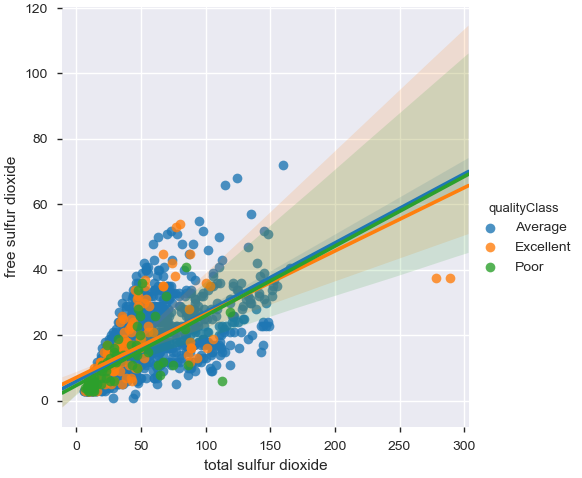 120
100
80
60
40
20
0
free sulfur dioxide
0 50 100 150 200 250 300
total sulfur dioxide
qualityClass
Average
Excellent
Poor